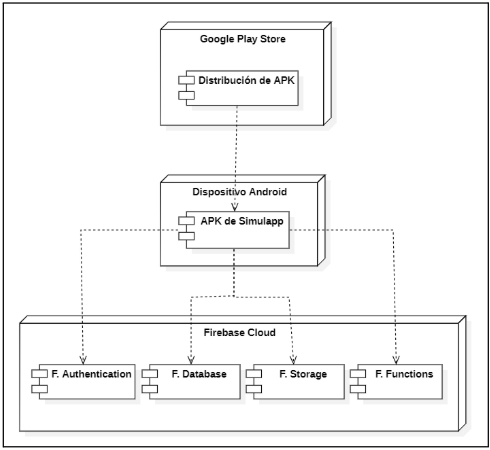 Google Play Store
Distribución de APK
Dispositivo Android
APK de Simulapp
Firebase Cloud
F. Authentication
F. Database
F. Storage
F. Functions